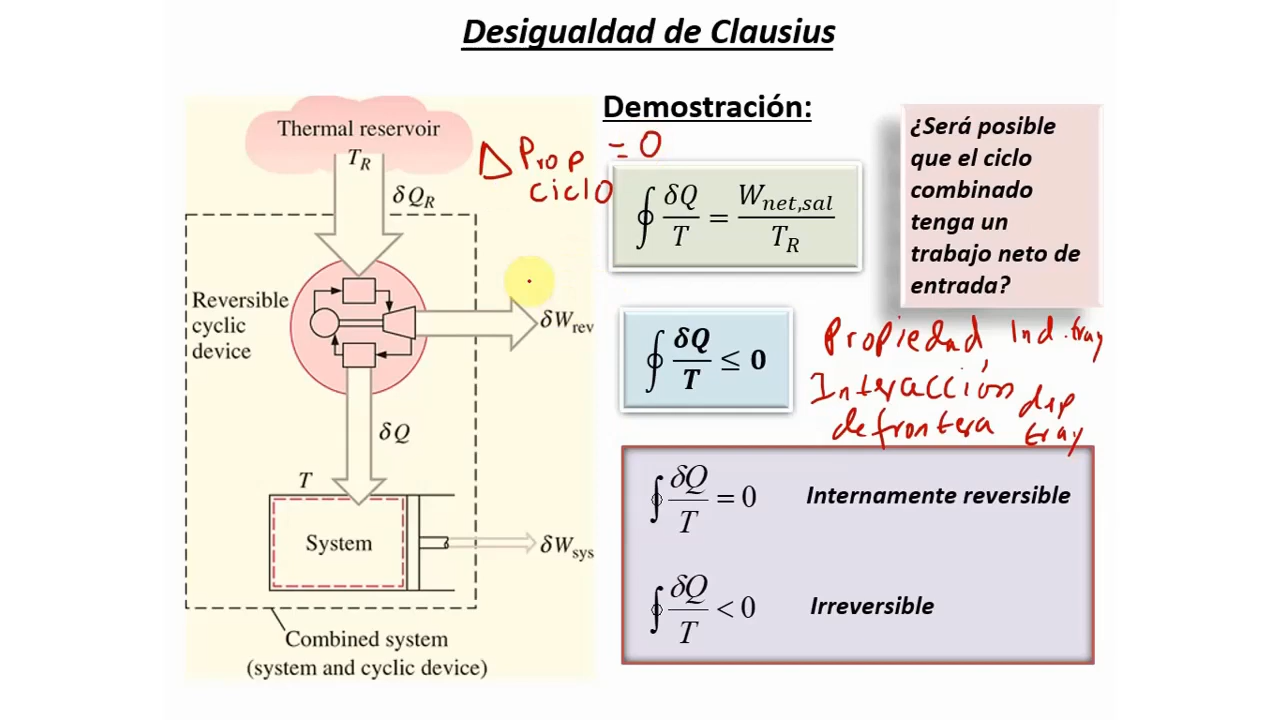 Desigualdad de Clausius
Thermal reservoir
T_R
δQ_R
Reversible
cyclic
device
δW_rev
δQ
T
System
δW_sys
Combined system
(system and cyclic device)
Demostración:
Δ Prop = 0
ciclo
∮ δQ/T = W_net,sal/T_R
∮ δQ/T ≤ 0
¿Será posible
que el ciclo
combinado
tenga un
trabajo neto de
entrada?
Propiedad, Ind. tray
Interacción dep
de frontera tray
∮ δQ/T = 0 Internamente reversible
∮ δQ/T < 0 Irreversible